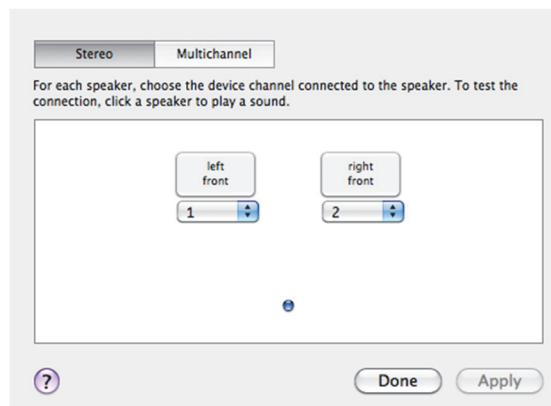 Stereo
Multichannel
For each speaker, choose the device channel connected to the speaker. To test the
connection, click a speaker to play a sound.
left
front
right
front
1
2
?
Done
Apply